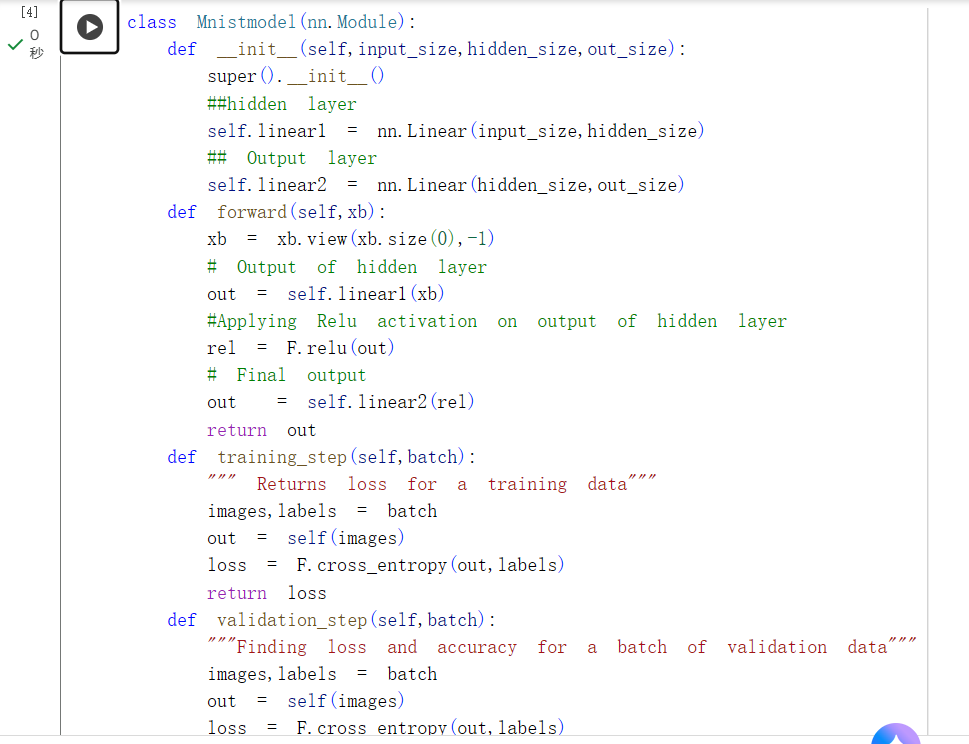 [4]
0
秒
class Mnistmodel(nn.Module):
def __init__(self,input_size,hidden_size,out_size):
super().__init__()
##hidden layer
self.linear1 = nn.Linear(input_size,hidden_size)
## Output layer
self.linear2 = nn.Linear(hidden_size,out_size)
def forward(self,xb):
xb = xb.view(xb.size(0),-1)
# Output of hidden layer
out = self.linear1(xb)
#Applying Relu activation on output of hidden layer
rel = F.relu(out)
# Final output
out = self.linear2(rel)
return out
def training_step(self,batch):
""" Returns loss for a training data"""
images,labels = batch
out = self(images)
loss = F.cross_entropy(out,labels)
return loss
def validation_step(self,batch):
"""Finding loss and accuracy for a batch of validation data"""
images,labels = batch
out = self(images)
loss = F.cross_entropy(out,labels)